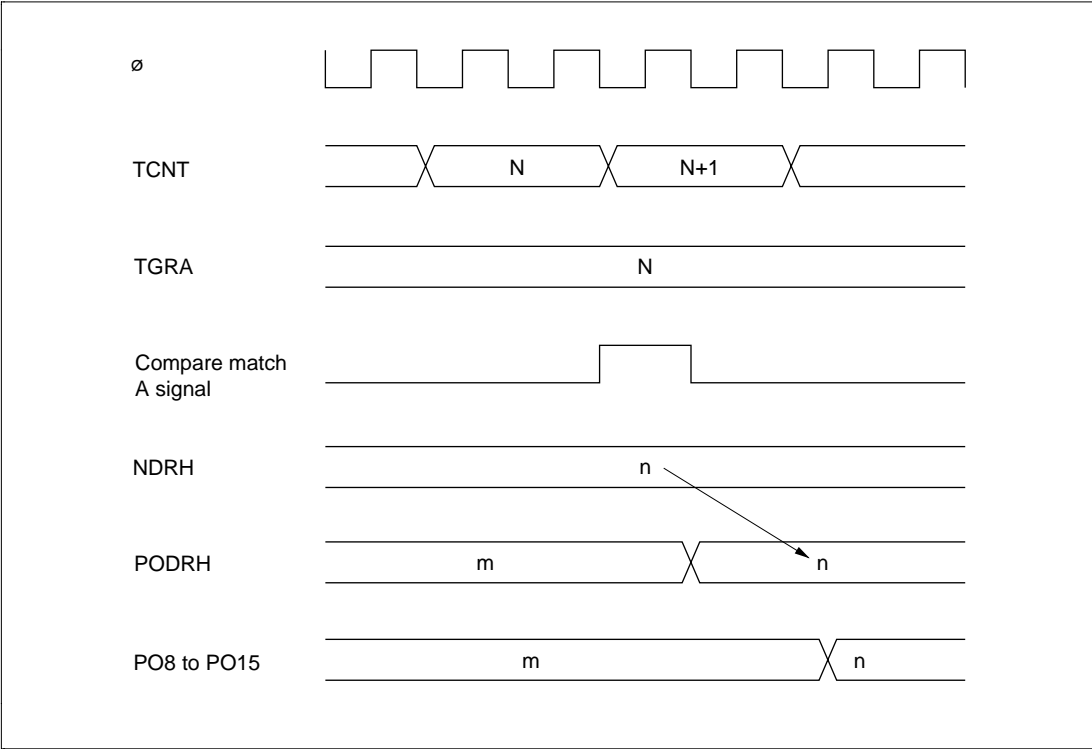 ø
TCNT
N
N+1
TGRA
N
Compare match
A signal
NDRH
n
PODRH
m
n
PO8 to PO15
m
n